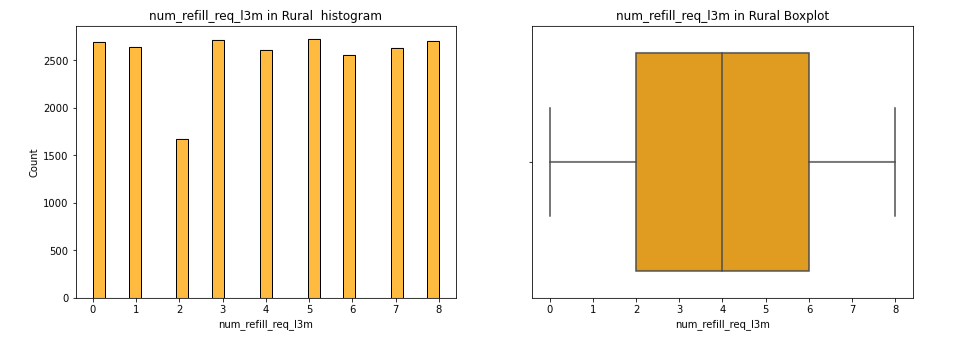 num_refill_req_l3m in Rural  histogram
2500
2000
1500
1000
500
0
Count
0 1 2 3 4 5 6 7 8
num_refill_req_l3m
num_refill_req_l3m in Rural Boxplot
0 1 2 3 4 5 6 7 8
num_refill_req_l3m